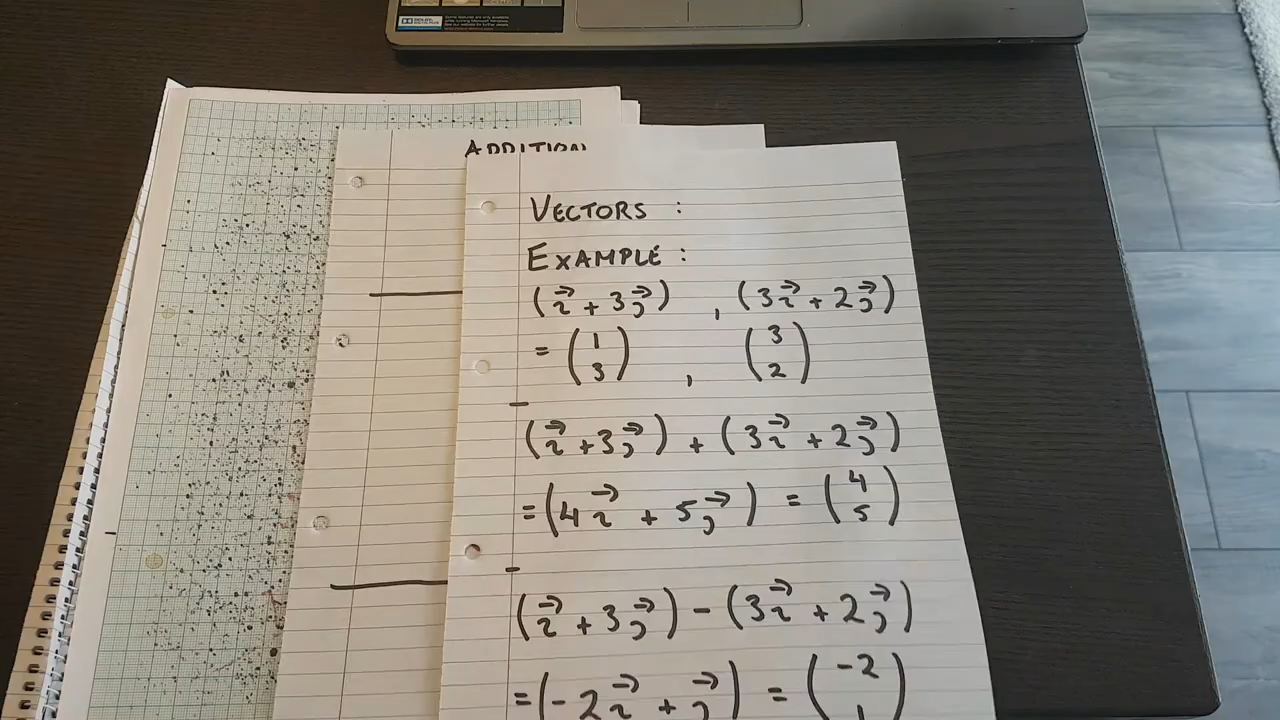 ADDITION
VECTORS :
EXAMPLE :
(i⃗ + 3j⃗) , (3i⃗ + 2j⃗)
= (1 3) , (3 2)
(i⃗ + 3j⃗) + (3i⃗ + 2j⃗)
= (4i⃗ + 5j⃗) = (4 5)
(i⃗ + 3j⃗) - (3i⃗ + 2j⃗)
= (-2i⃗ + j⃗) = (-2 1)